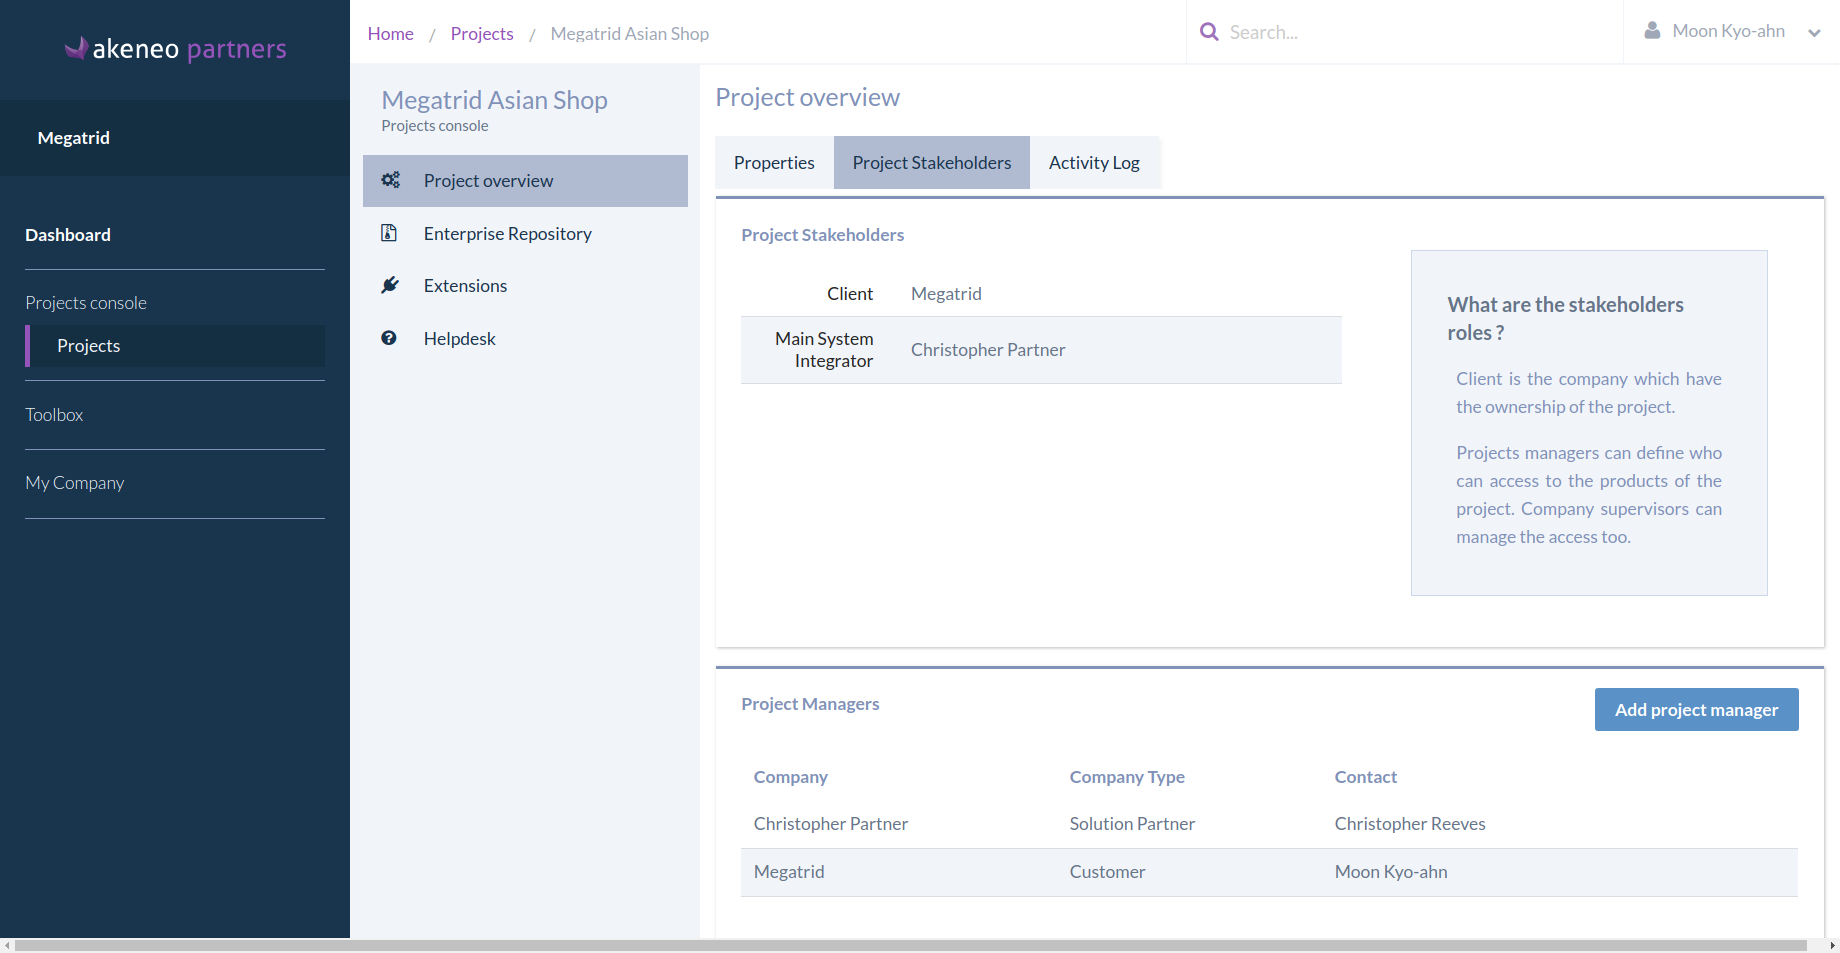 akeneo partners
Megatrid
Dashboard
Projects console
Projects
Toolbox
My Company
Home / Projects / Megatrid Asian Shop
Search...
Moon Kyo-ahn
Megatrid Asian Shop
Projects console
Project overview
Enterprise Repository
Extensions
Helpdesk
Project overview
Properties
Project Stakeholders
Activity Log
Project Stakeholders
Client Megatrid
Main System
Integrator
Christopher Partner
What are the stakeholders
roles ?
Client is the company which have
the ownership of the project.
Projects managers can define who
can access to the products of the
project. Company supervisors can
manage the access too.
Project Managers
Add project manager
Company Company Type Contact
Christopher Partner Solution Partner Christopher Reeves
Megatrid Customer Moon Kyo-ahn